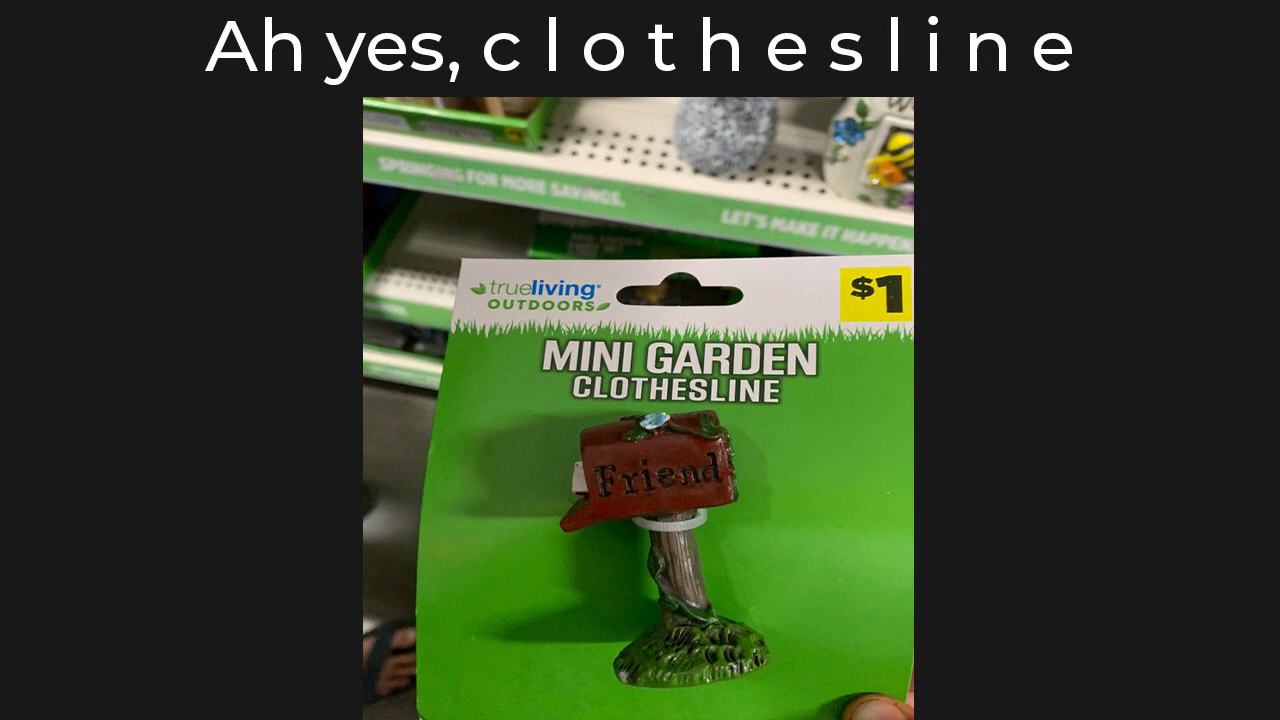 Ah yes, c l o t h e s l i n e
SPRINGING FOR MORE SAVINGS.
LET'S MAKE IT HAPPEN
trueliving
OUTDOORS
$1
MINI GARDEN
CLOTHESLINE
Friend